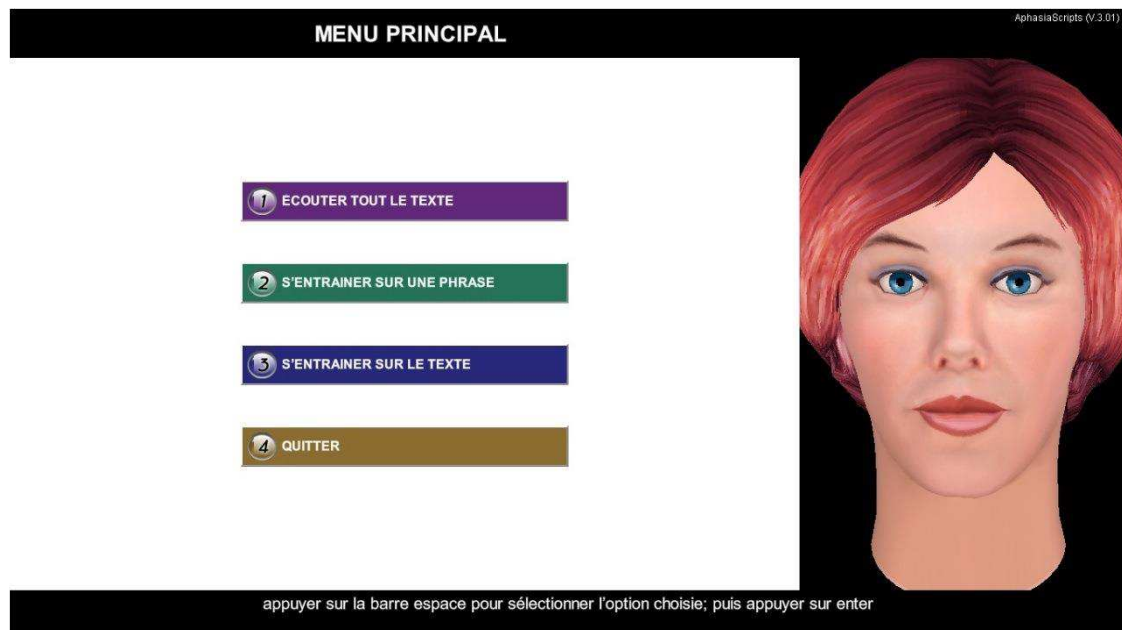 MENU PRINCIPAL
AphasiaScripts (V.3.01)
1 ECOUTER TOUT LE TEXTE
2 S'ENTRAINER SUR UNE PHRASE
3 S'ENTRAINER SUR LE TEXTE
4 QUITTER
appuyer sur la barre espace pour sélectionner l'option choisie; puis appuyer sur enter